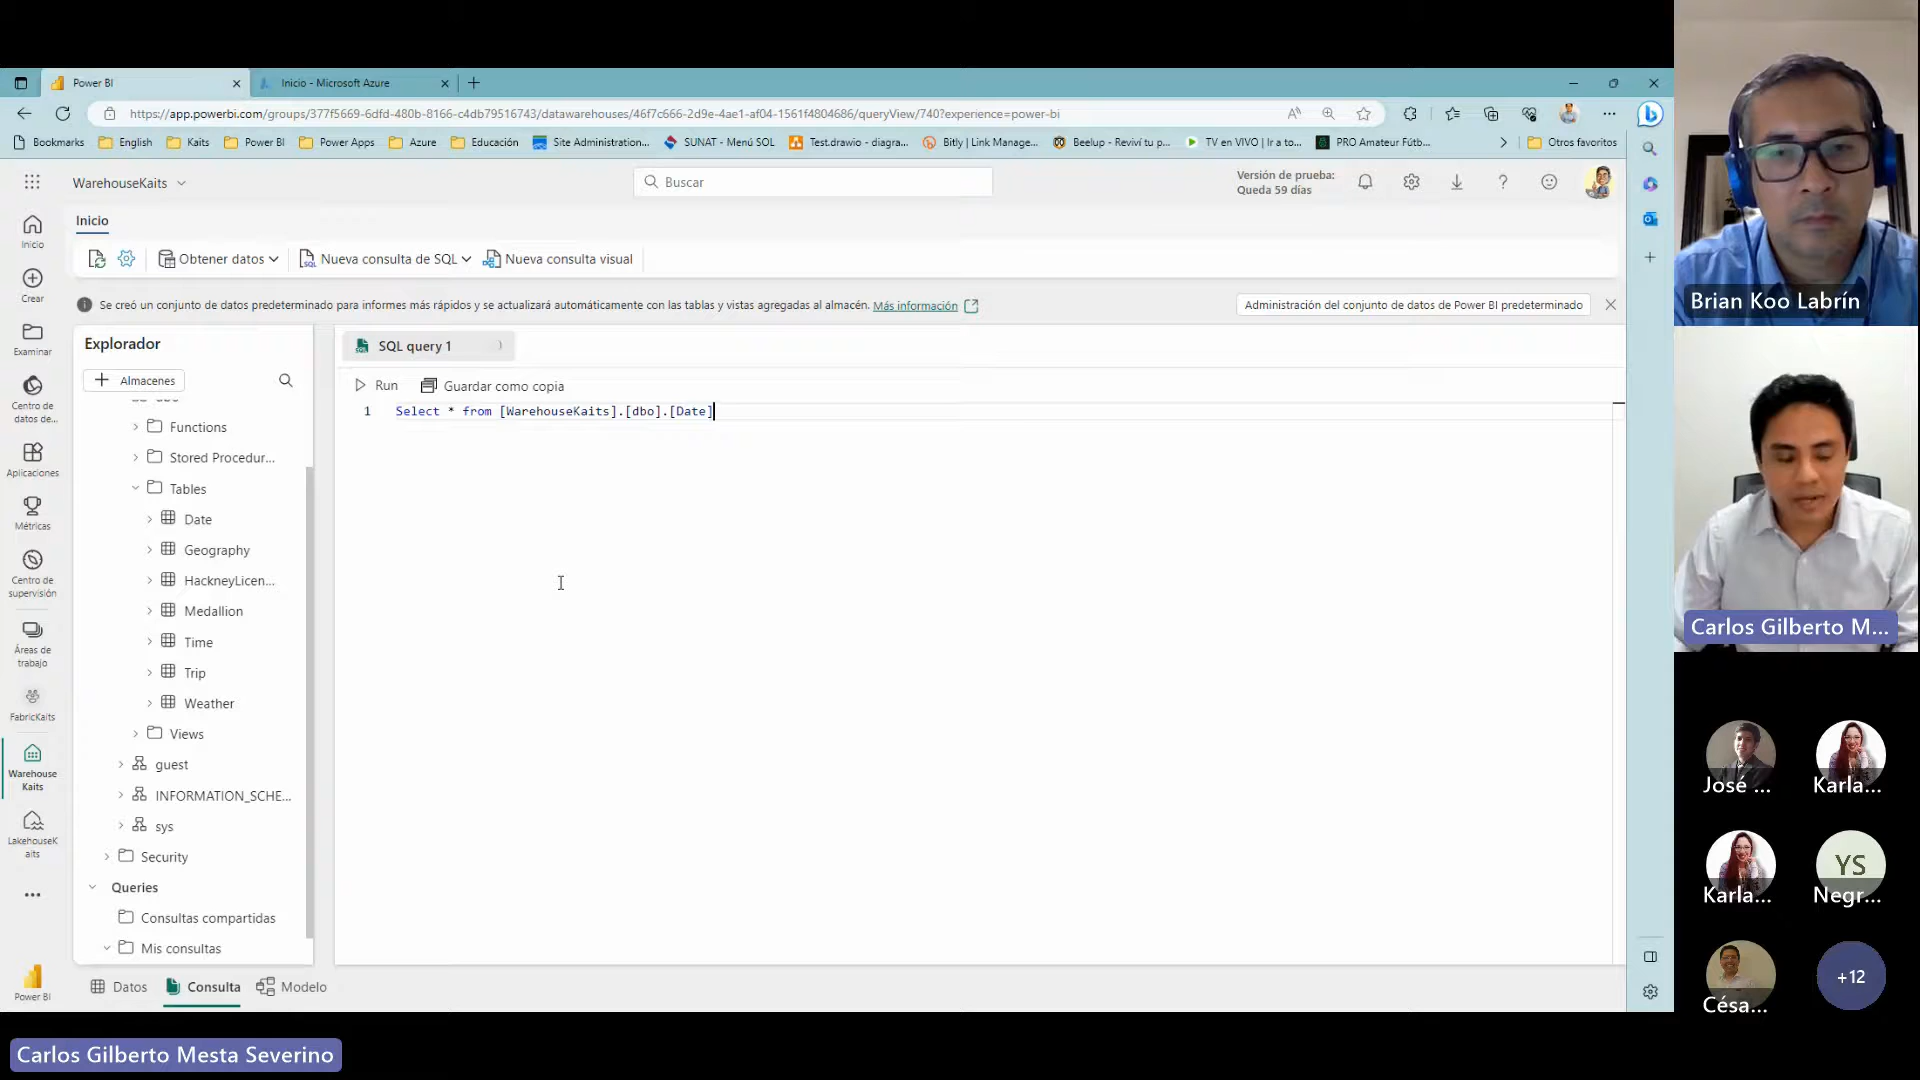 Power BI
Inicio - Microsoft Azure
https://app.powerbi.com/groups/377f5669-6dfd-480b-8166-c4db79516743/datawarehouses/46f7c666-2d9e-4ae1-af04-1561f4804686/queryView/740?experience=power-bi
Bookmarks
English
Kaits
Power BI
Power Apps
Azure
Educación
Site Administration...
SUNAT - Menú SOL
Test.drawio - diagra...
Bitly | Link Manage...
Beelup - Reviví tu p...
TV en VIVO | Ir a to...
PRO Amateur Fútb...
Otros favoritos
WarehouseKaits
Buscar
Versión de prueba:
Queda 59 días
Inicio
Obtener datos
Nueva consulta de SQL
Nueva consulta visual
Se creó un conjunto de datos predeterminado para informes más rápidos y se actualizará automáticamente con las tablas y vistas agregadas al almacén. Más información
Administración del conjunto de datos de Power BI predeterminado
Inicio
Crear
Examinar
Centro de
datos de...
Aplicaciones
Métricas
Centro de
supervisión
Áreas de
trabajo
FabricKaits
Warehouse
Kaits
LakehouseK
aits
Power BI
Explorador
Almacenes
Functions
Stored Procedur...
Tables
Date
Geography
HackneyLicen...
Medallion
Time
Trip
Weather
Views
guest
INFORMATION_SCHE...
sys
Security
Queries
Consultas compartidas
Mis consultas
SQL query 1
Run
Guardar como copia
1 Select * from [WarehouseKaits].[dbo].[Date]
Datos
Consulta
Modelo
Brian Koo Labrín
Carlos Gilberto M...
José ...
Karla...
Karla...
YS
Negr...
Césa...
+12
Carlos Gilberto Mesta Severino